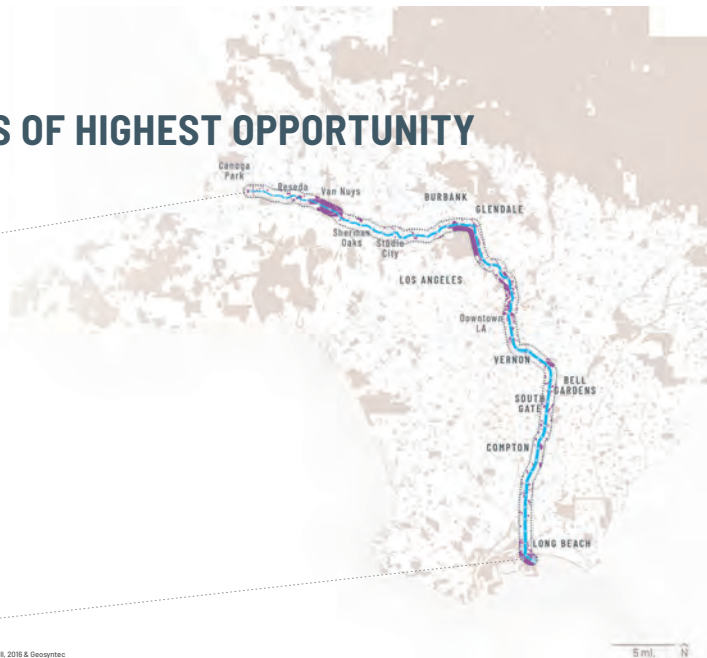 S OF HIGHEST OPPORTUNITY
Canoga
Park
Reseda
Van Nuys
BURBANK
GLENDALE
Sherman
Oaks
Studio
City
LOS ANGELES
Downtown
LA
VERNON
BELL
GARDENS
SOUTH
GATE
COMPTON
LONG BEACH
ll, 2016 & Geosyntec
5 mi.
N